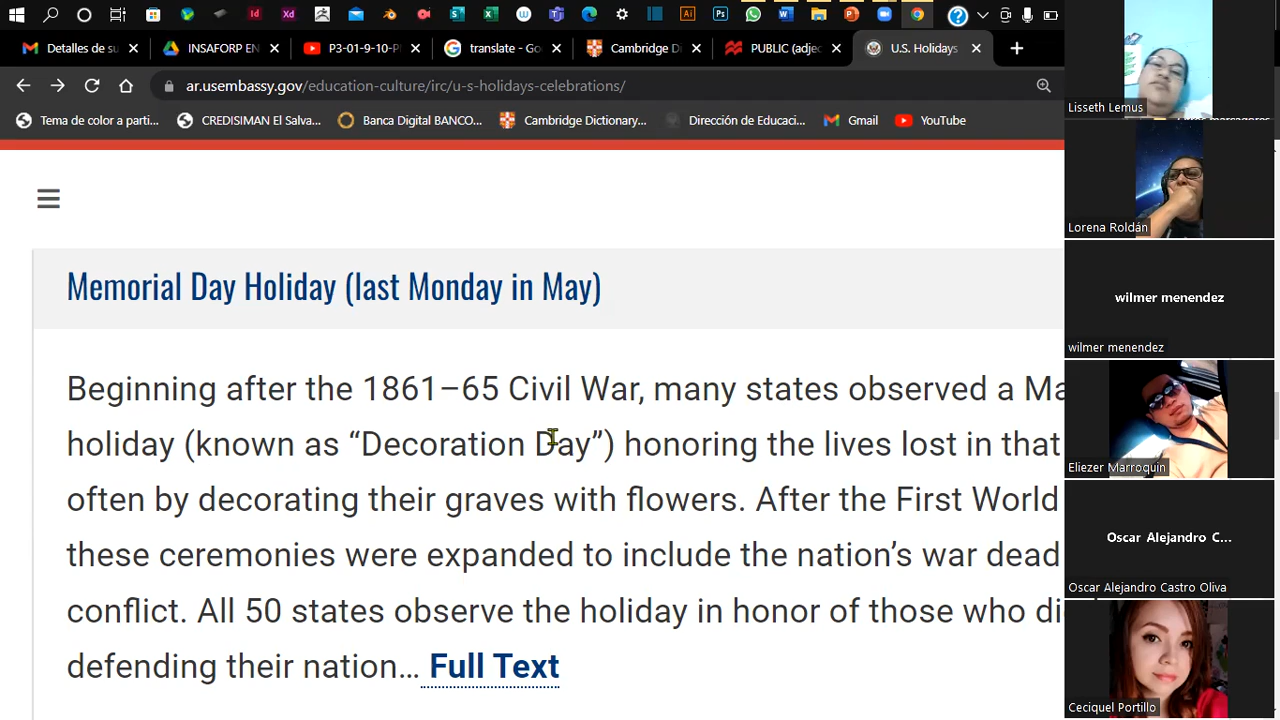 Detalles de su
INSAFORP EN
P3-01-9-10-P
translate - Go
Cambridge D
PUBLIC (adjec
U.S. Holidays
ar.usembassy.gov/education-culture/irc/u-s-holidays-celebrations/
Tema de color a parti...
CREDISIMAN El Salva...
Banca Digital BANCO...
Cambridge Dictionary...
Dirección de Educaci...
Gmail
YouTube
Memorial Day Holiday (last Monday in May)
Beginning after the 1861–65 Civil War, many states observed a Ma
holiday (known as “Decoration Day”) honoring the lives lost in that
often by decorating their graves with flowers. After the First World
these ceremonies were expanded to include the nation’s war dead
conflict. All 50 states observe the holiday in honor of those who di
defending their nation… Full Text
Lisseth Lemus
Lorena Roldán
wilmer menendez
wilmer menendez
Eliezer Marroquin
Oscar Alejandro C...
Oscar Alejandro Castro Oliva
Ceciquel Portillo